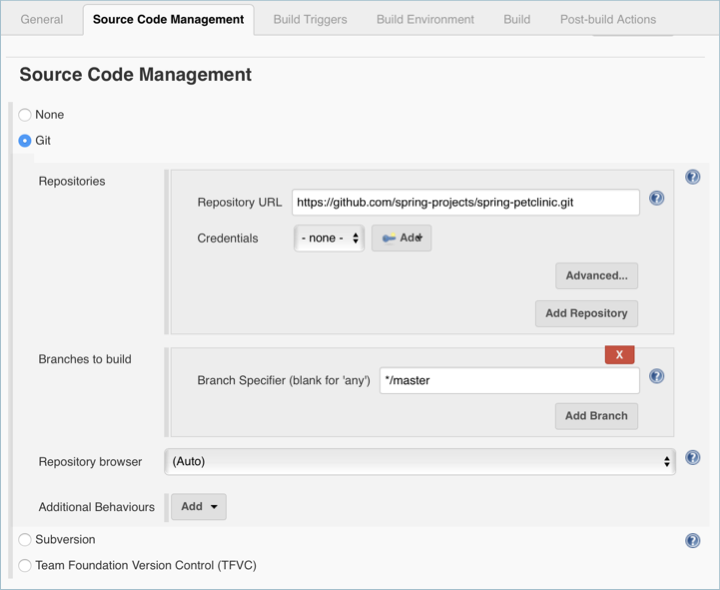 General Source Code Management Build Triggers Build Environment Build Post-build Actions
Source Code Management
None
Git
Repositories
Repository URL https://github.com/spring-projects/spring-petclinic.git
Credentials - none - Add
Advanced...
Add Repository
Branches to build
X
Branch Specifier (blank for 'any') */master
Add Branch
Repository browser (Auto)
Additional Behaviours Add
Subversion
Team Foundation Version Control (TFVC)